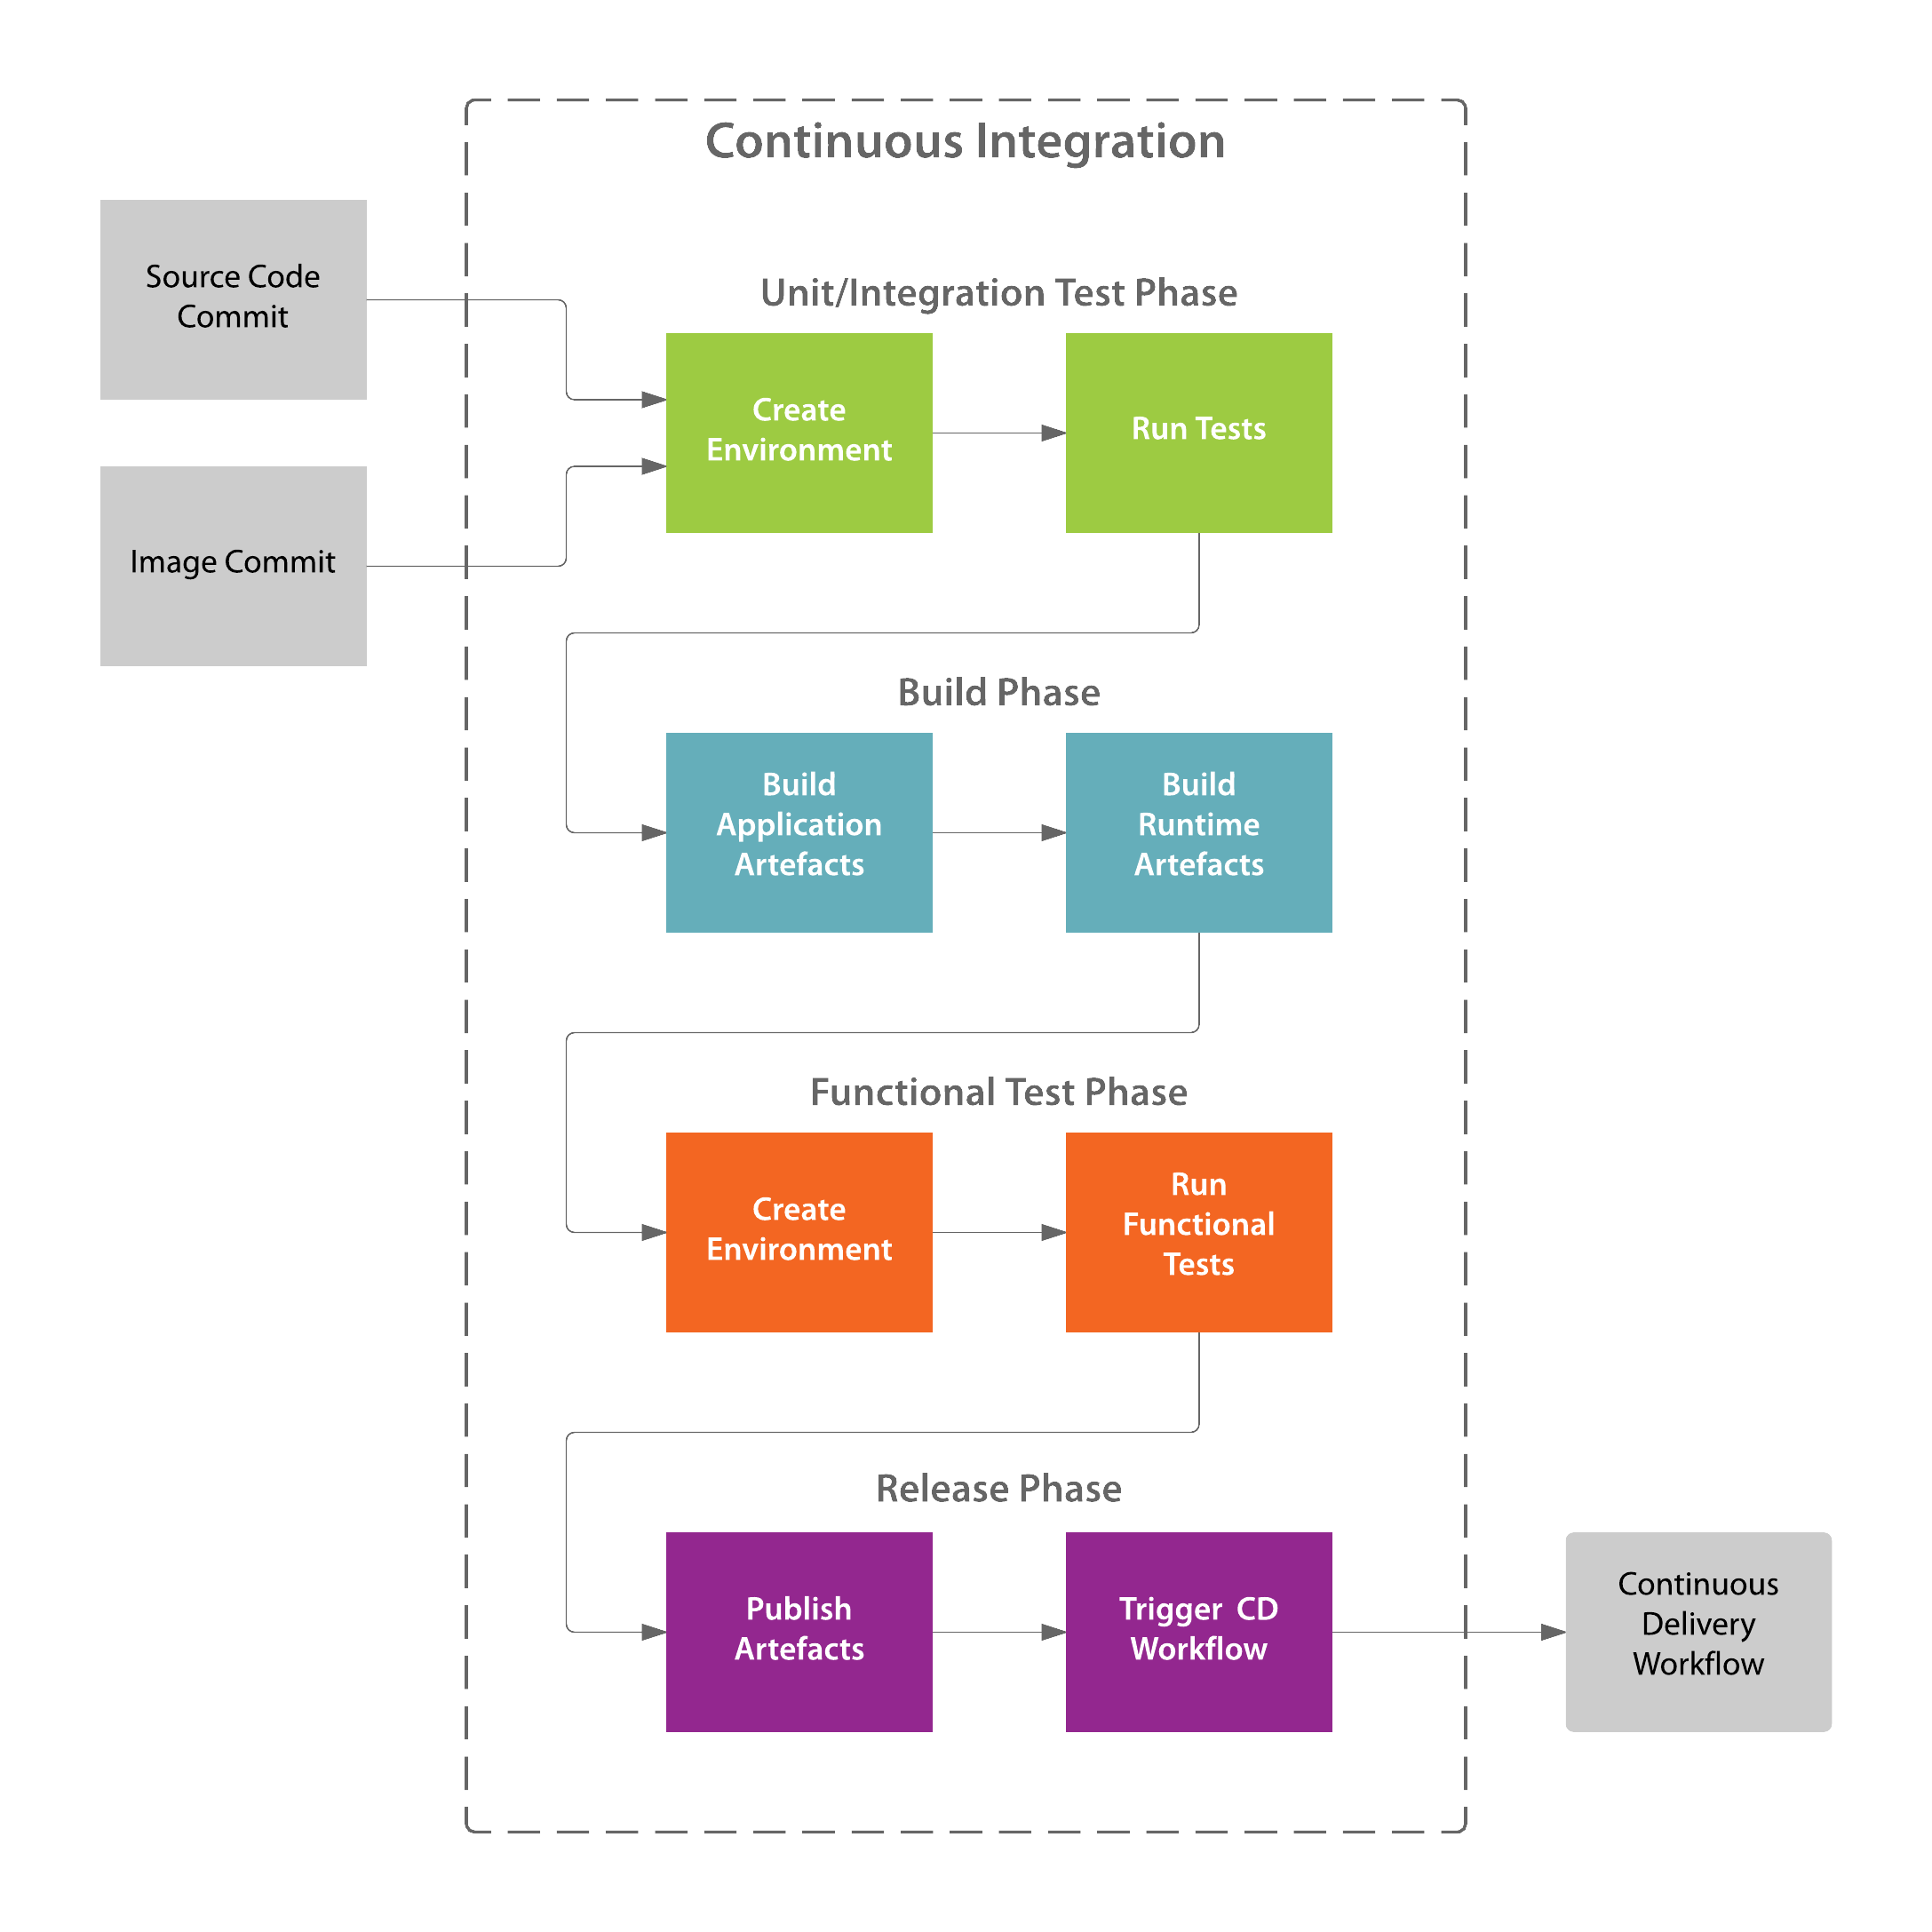 Continuous Integration
Source Code
Commit
Image Commit
Unit/Integration Test Phase
Create
Environment
Run Tests
Build Phase
Build
Application
Artefacts
Build
Runtime
Artefacts
Functional Test Phase
Create
Environment
Run
Functional
Tests
Release Phase
Publish
Artefacts
Trigger CD
Workflow
Continuous
Delivery
Workflow